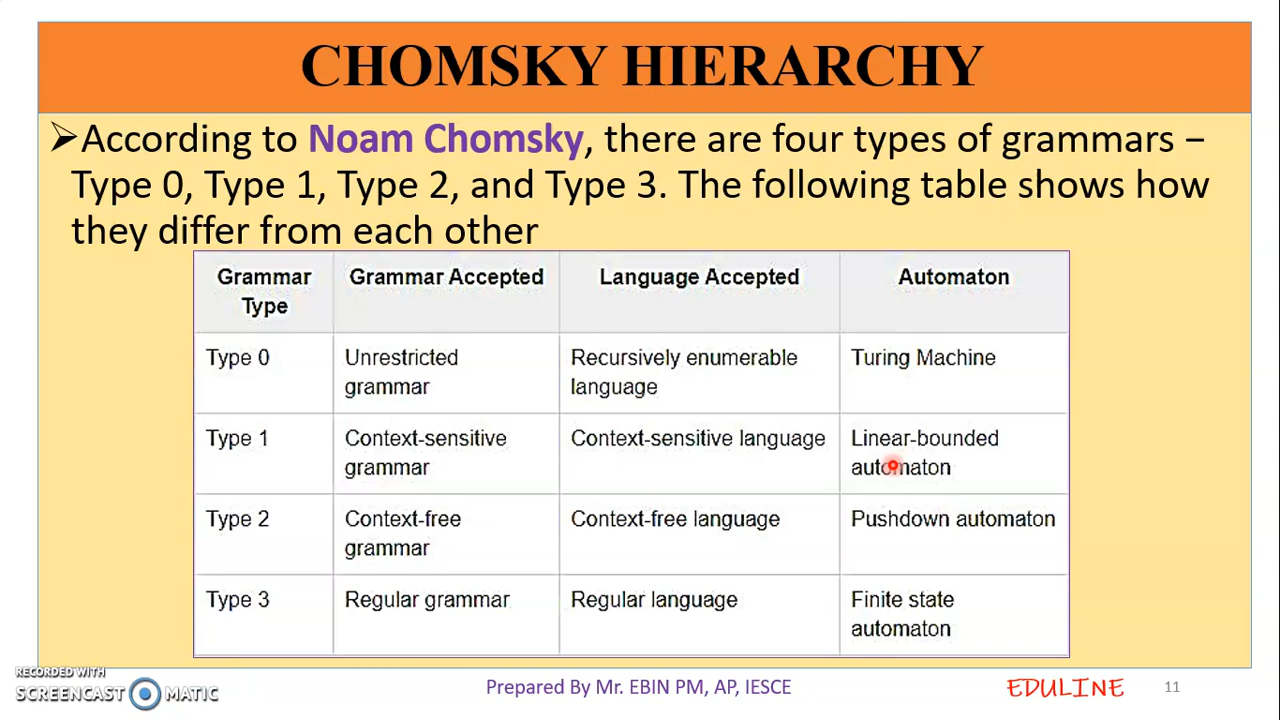 CHOMSKY HIERARCHY
➢According to Noam Chomsky, there are four types of grammars −
Type 0, Type 1, Type 2, and Type 3. The following table shows how
they differ from each other
Grammar Type Grammar Accepted Language Accepted Automaton
Type 0 Unrestricted grammar Recursively enumerable language Turing Machine
Type 1 Context-sensitive grammar Context-sensitive language Linear-bounded automaton
Type 2 Context-free grammar Context-free language Pushdown automaton
Type 3 Regular grammar Regular language Finite state automaton
RECORDED WITH
SCREENCAST MATIC
Prepared By Mr. EBIN PM, AP, IESCE
EDULINE
11